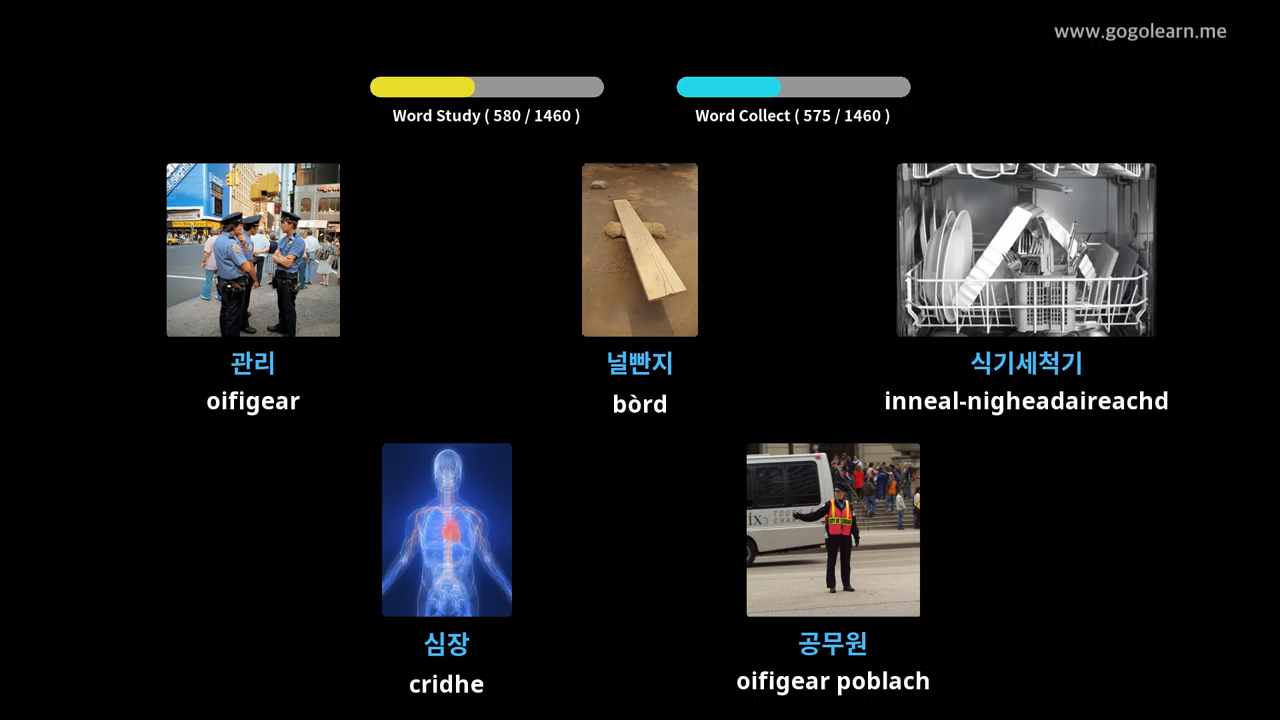 www.gogolearn.me
Word Study ( 580 / 1460 )
Word Collect ( 575 / 1460 )
관리
oifigear
널빤지
bòrd
식기세척기
inneal-nigheadaireachd
심장
cridhe
공무원
oifigear poblach